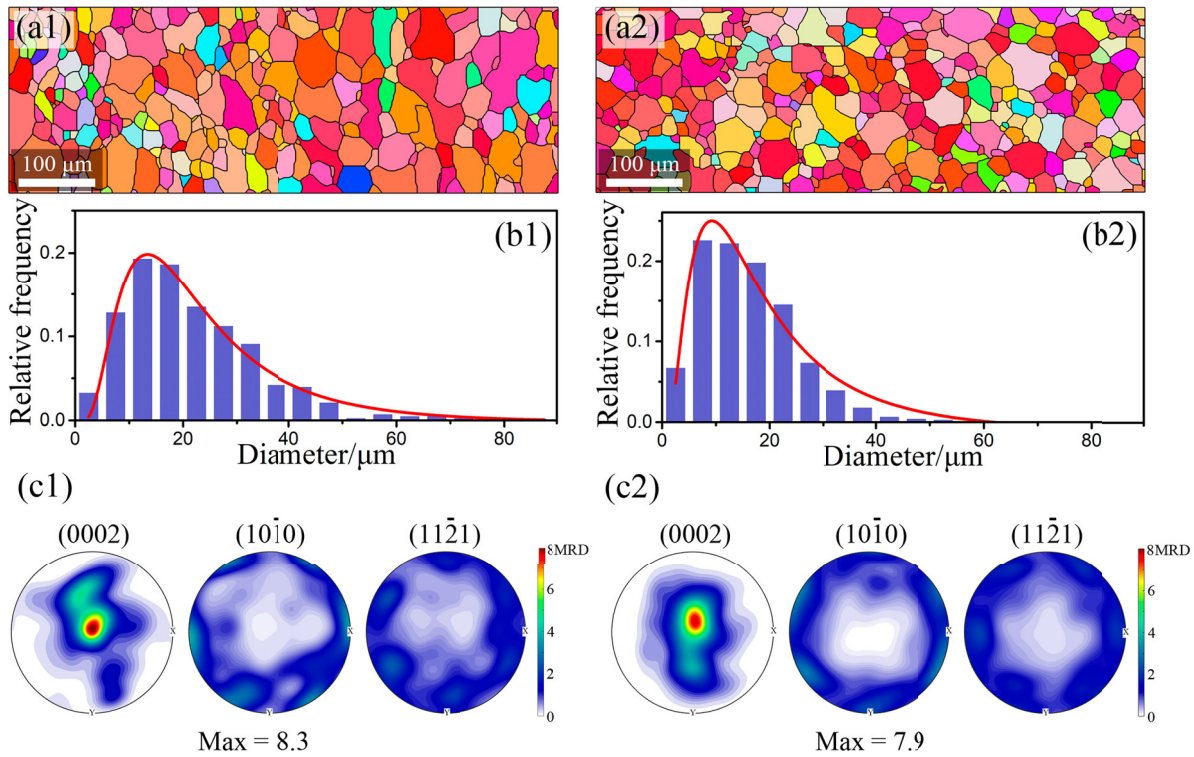 (a1)
100 μm
(a2)
100 μm
Relative frequency
0.2
0.1
0.0
(b1)
0
20
40
60
80
Diameter/μm
Relative frequency
0.2
0.1
0.0
(b2)
0
20
40
60
80
Diameter/μm
(c1)
(0002)
(101̄0)
(112̄1)
X
Y
X
Y
X
Y
8MRD
6
4
2
0
Max = 8.3
(c2)
(0002)
(101̄0)
(112̄1)
X
Y
X
Y
X
Y
8MRD
6
4
2
0
Max = 7.9